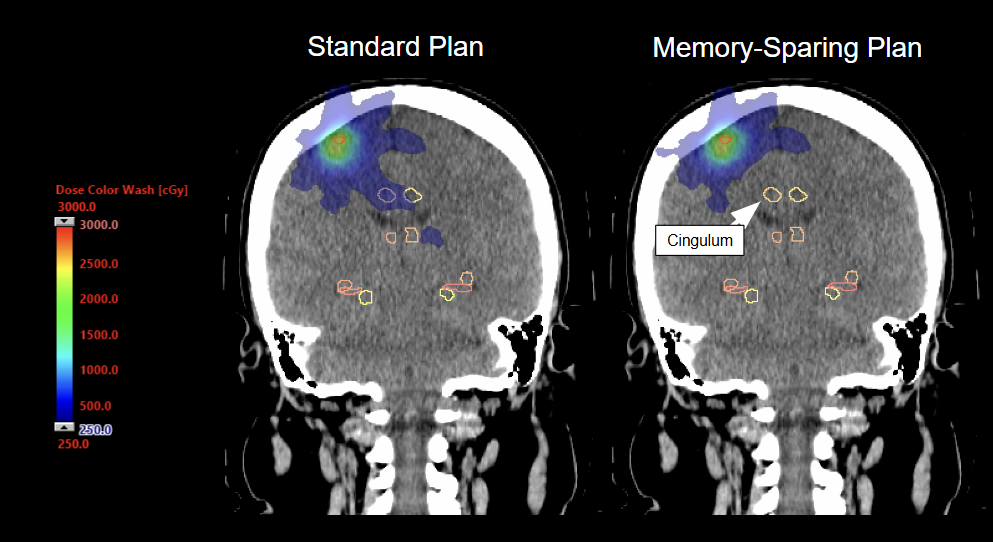 Standard Plan
Memory-Sparing Plan
Dose Color Wash [cGy]
3000.0
3000.0
2500.0
2000.0
1500.0
1000.0
500.0
250.0
250.0
Cingulum